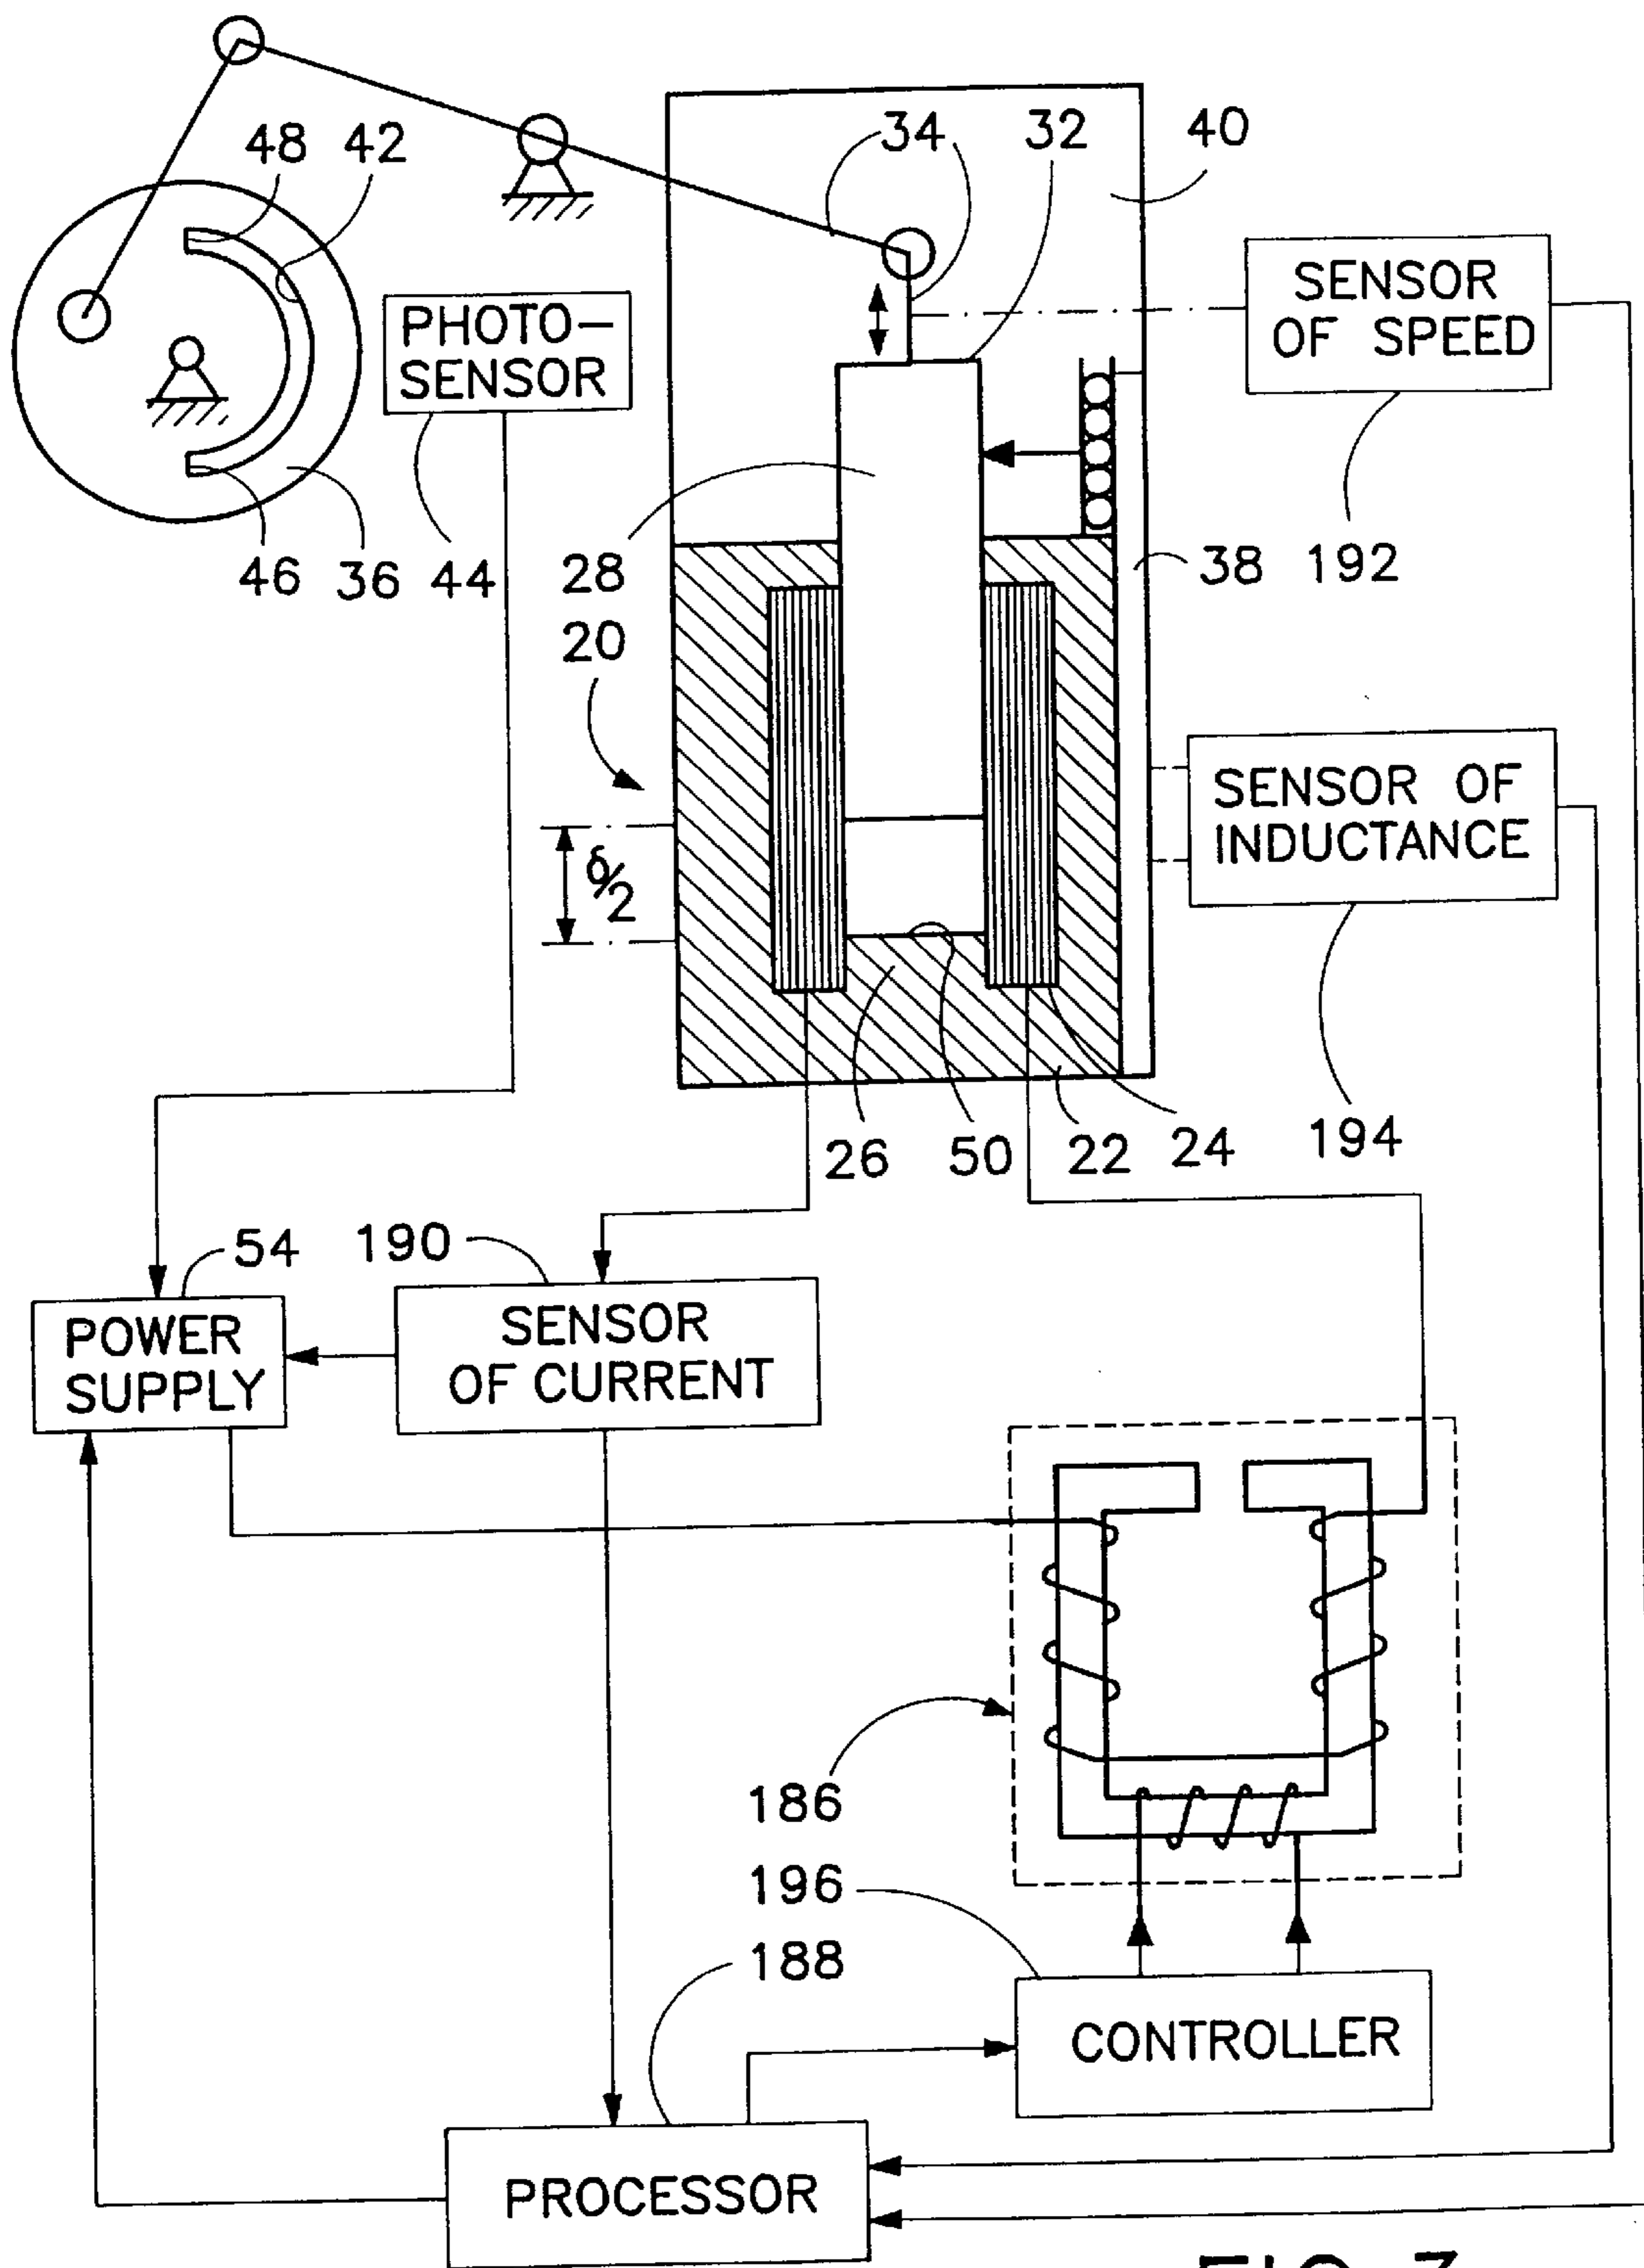 48 42
34 32 40
PHOTO-
SENSOR
SENSOR
OF SPEED
46 36 44
28
38 192
20
δ/2
SENSOR OF
INDUCTANCE
26 50 22 24
194
54 190
POWER
SUPPLY
SENSOR
OF CURRENT
186
196
188
CONTROLLER
PROCESSOR